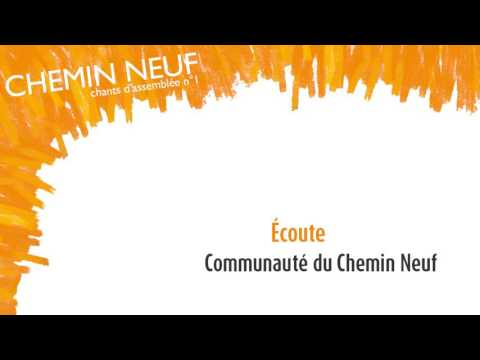 CHEMIN NEUF
chants d'assemblée n°1
Écoute
Communauté du Chemin Neuf